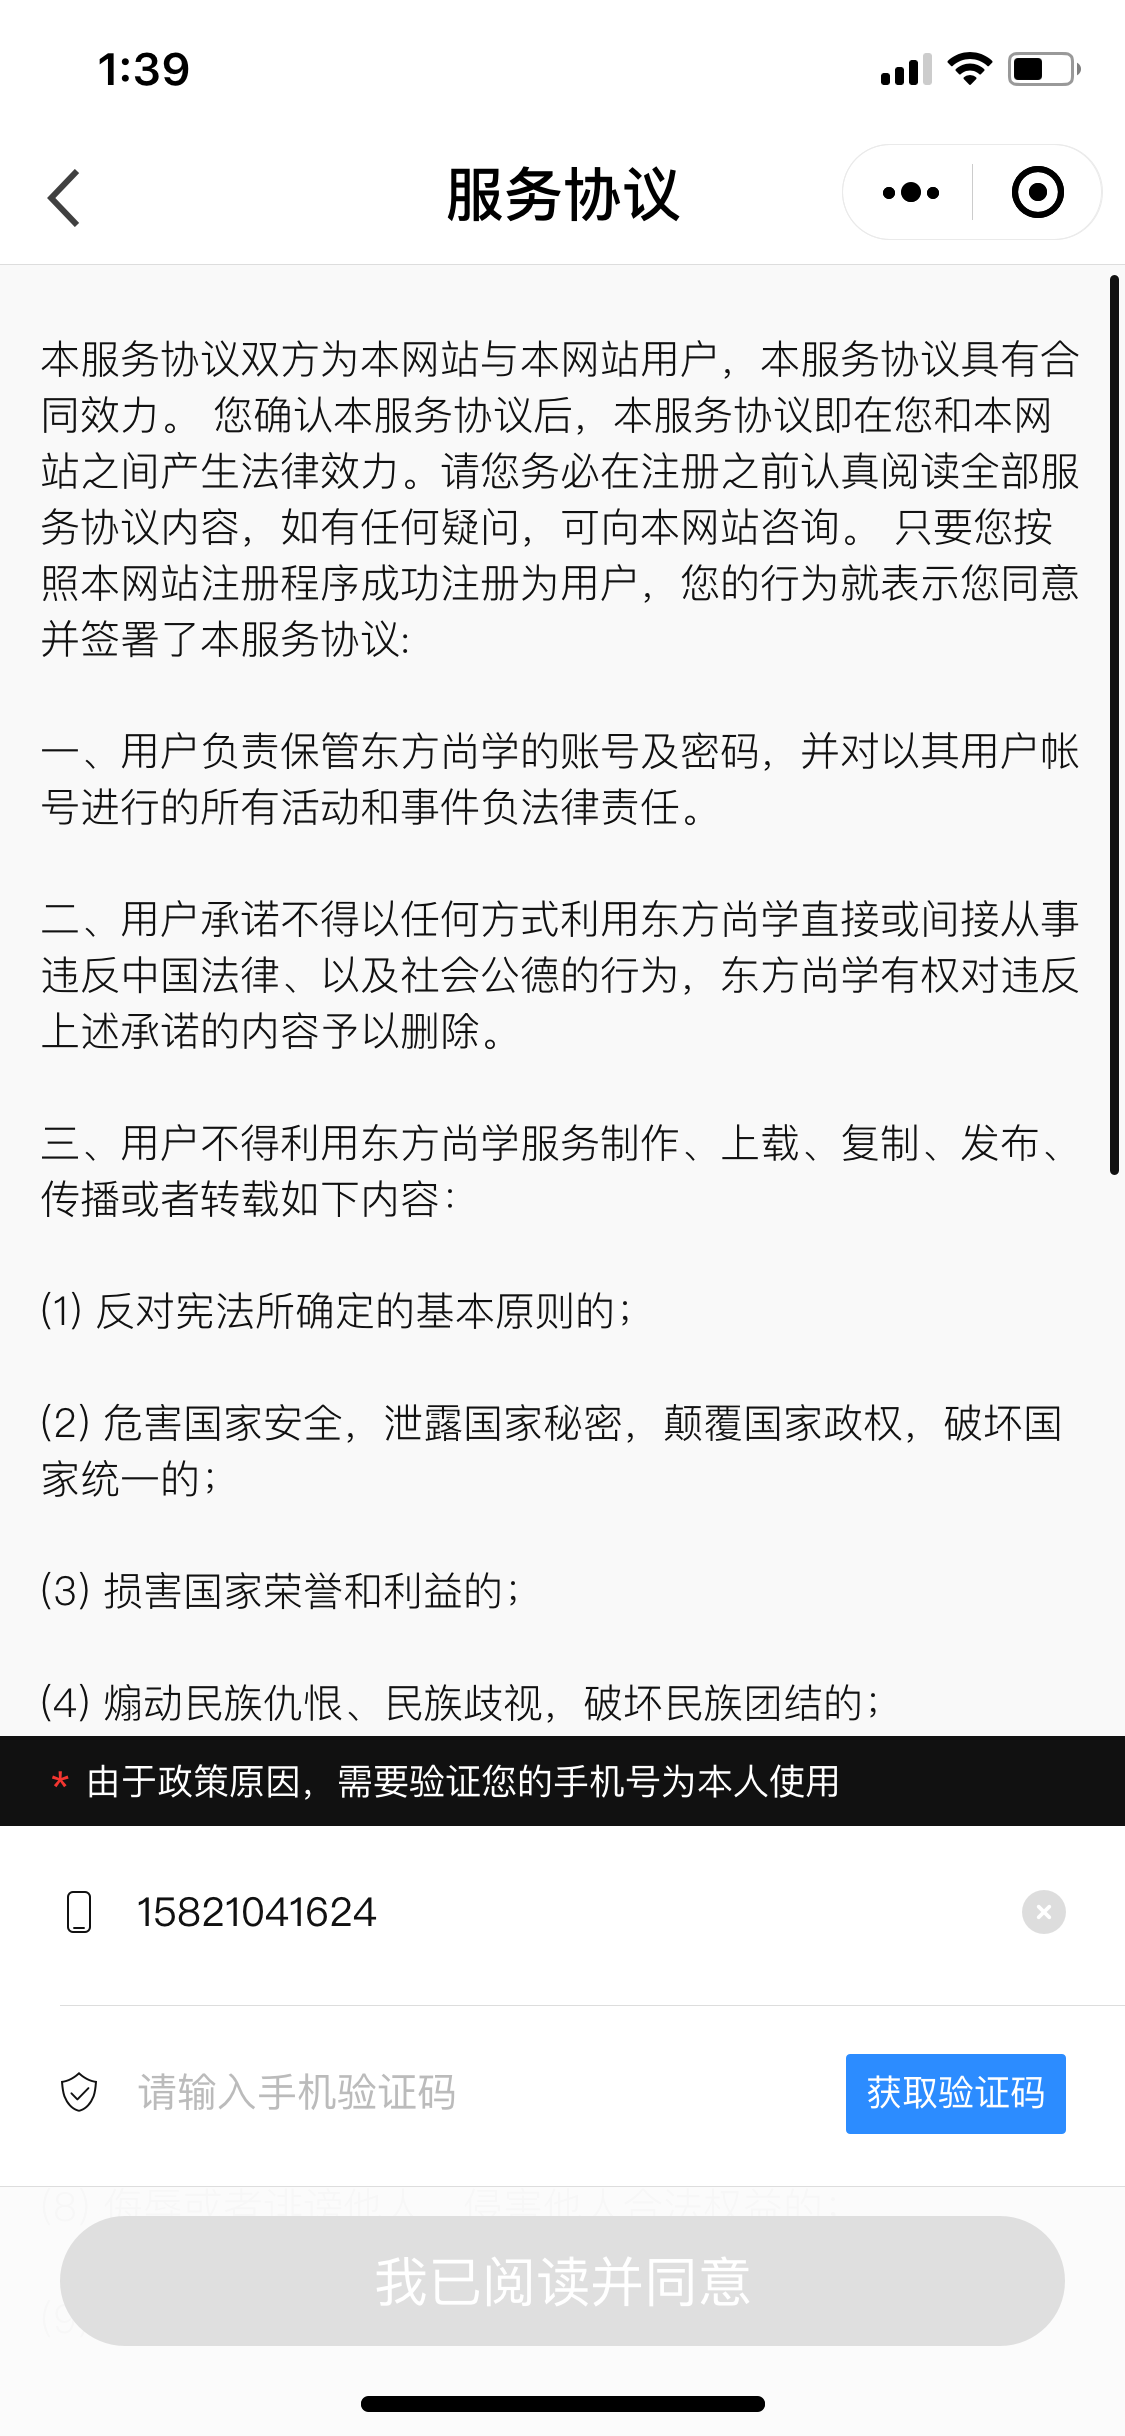 1:39
服务协议
本服务协议双方为本网站与本网站用户，本服务协议具有合
同效力。 您确认本服务协议后，本服务协议即在您和本网
站之间产生法律效力。请您务必在注册之前认真阅读全部服
务协议内容，如有任何疑问，可向本网站咨询。 只要您按
照本网站注册程序成功注册为用户，您的行为就表示您同意
并签署了本服务协议:
一、用户负责保管东方尚学的账号及密码，并对以其用户帐
号进行的所有活动和事件负法律责任。
二、用户承诺不得以任何方式利用东方尚学直接或间接从事
违反中国法律、以及社会公德的行为，东方尚学有权对违反
上述承诺的内容予以删除。
三、用户不得利用东方尚学服务制作、上载、复制、发布、
传播或者转载如下内容：
(1) 反对宪法所确定的基本原则的；
(2) 危害国家安全，泄露国家秘密，颠覆国家政权，破坏国
家统一的；
(3) 损害国家荣誉和利益的；
(4) 煽动民族仇恨、民族歧视，破坏民族团结的；
* 由于政策原因，需要验证您的手机号为本人使用
15821041624
请输入手机验证码
获取验证码
(8) 侮辱或者诽谤他人，侵害他人合法权益的；
我已阅读并同意
(9